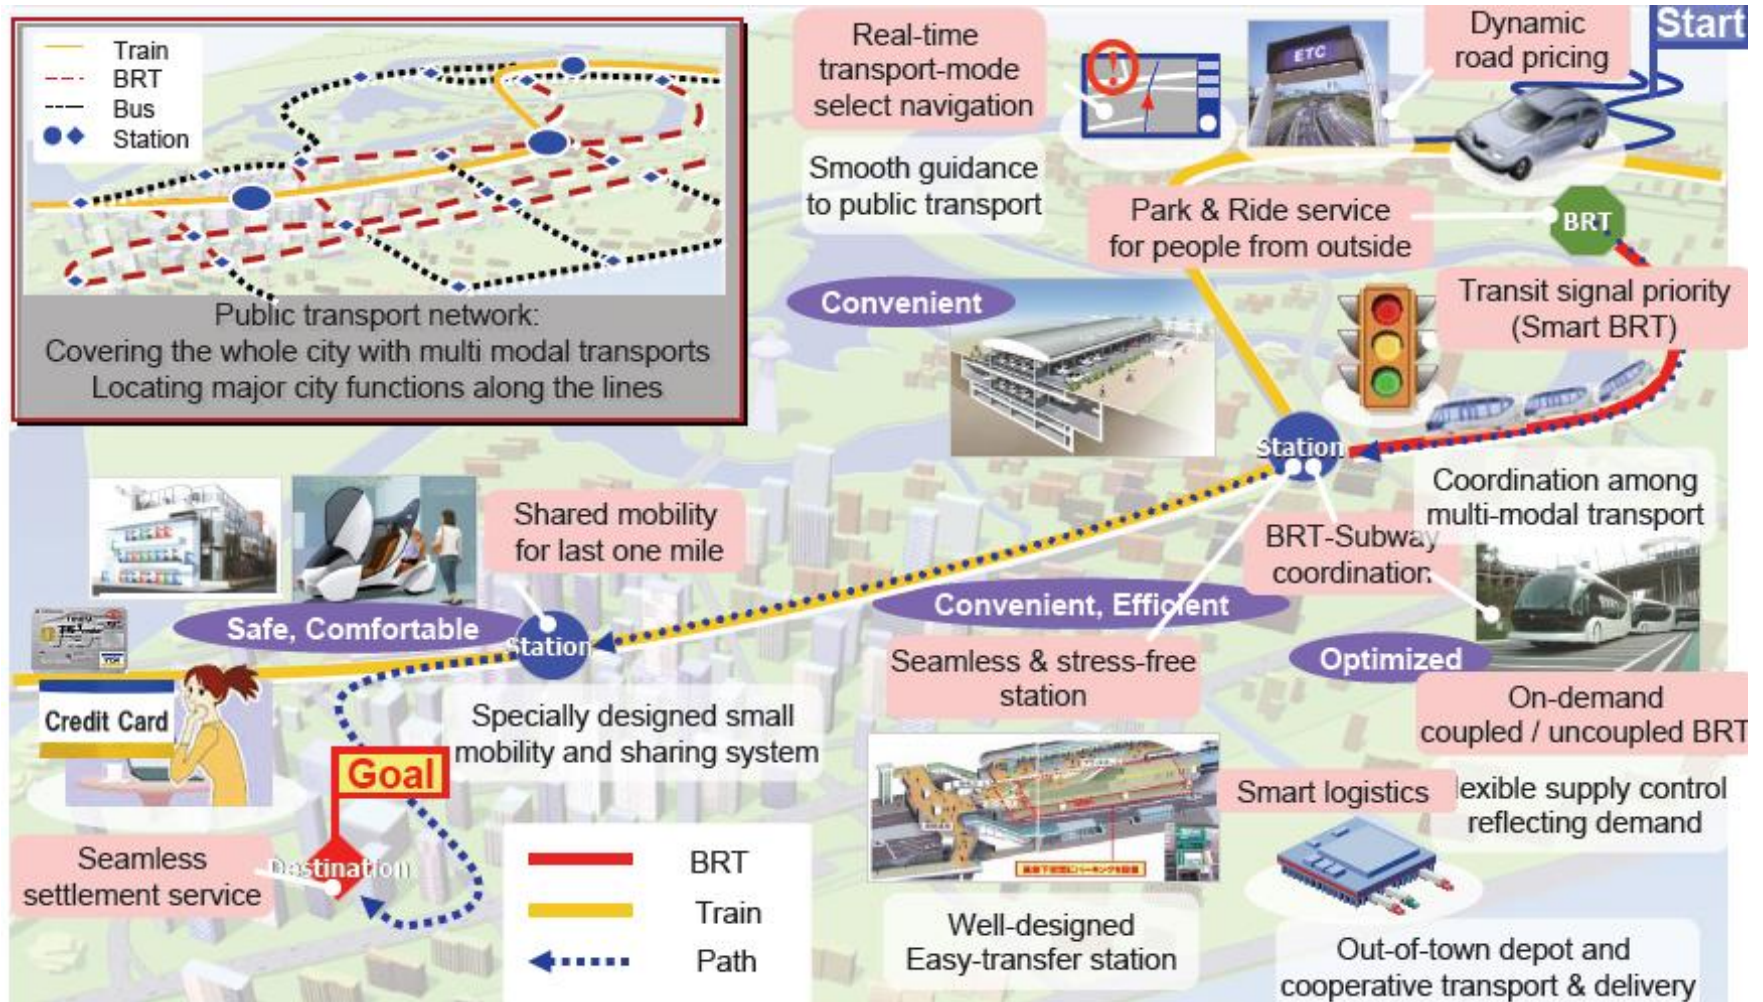 Train
BRT
Bus
Station
Public transport network:
Covering the whole city with multi modal transports
Locating major city functions along the lines
Real-time
transport-mode
select navigation
Smooth guidance
to public transport
ETC
Dynamic
road pricing
Start
Park & Ride service
for people from outside
BRT
Transit signal priority
(Smart BRT)
Convenient
Station
Coordination among
multi-modal transport
BRT-Subway
coordination
Shared mobility
for last one mile
Safe, Comfortable
Station
Convenient, Efficient
Seamless & stress-free
station
Optimized
On-demand
coupled / uncoupled BRT
lexible supply control
reflecting demand
Credit Card
Specially designed small
mobility and sharing system
Goal
Destination
Seamless
settlement service
BRT
Train
Path
Well-designed
Easy-transfer station
Smart logistics
Out-of-town depot and
cooperative transport & delivery